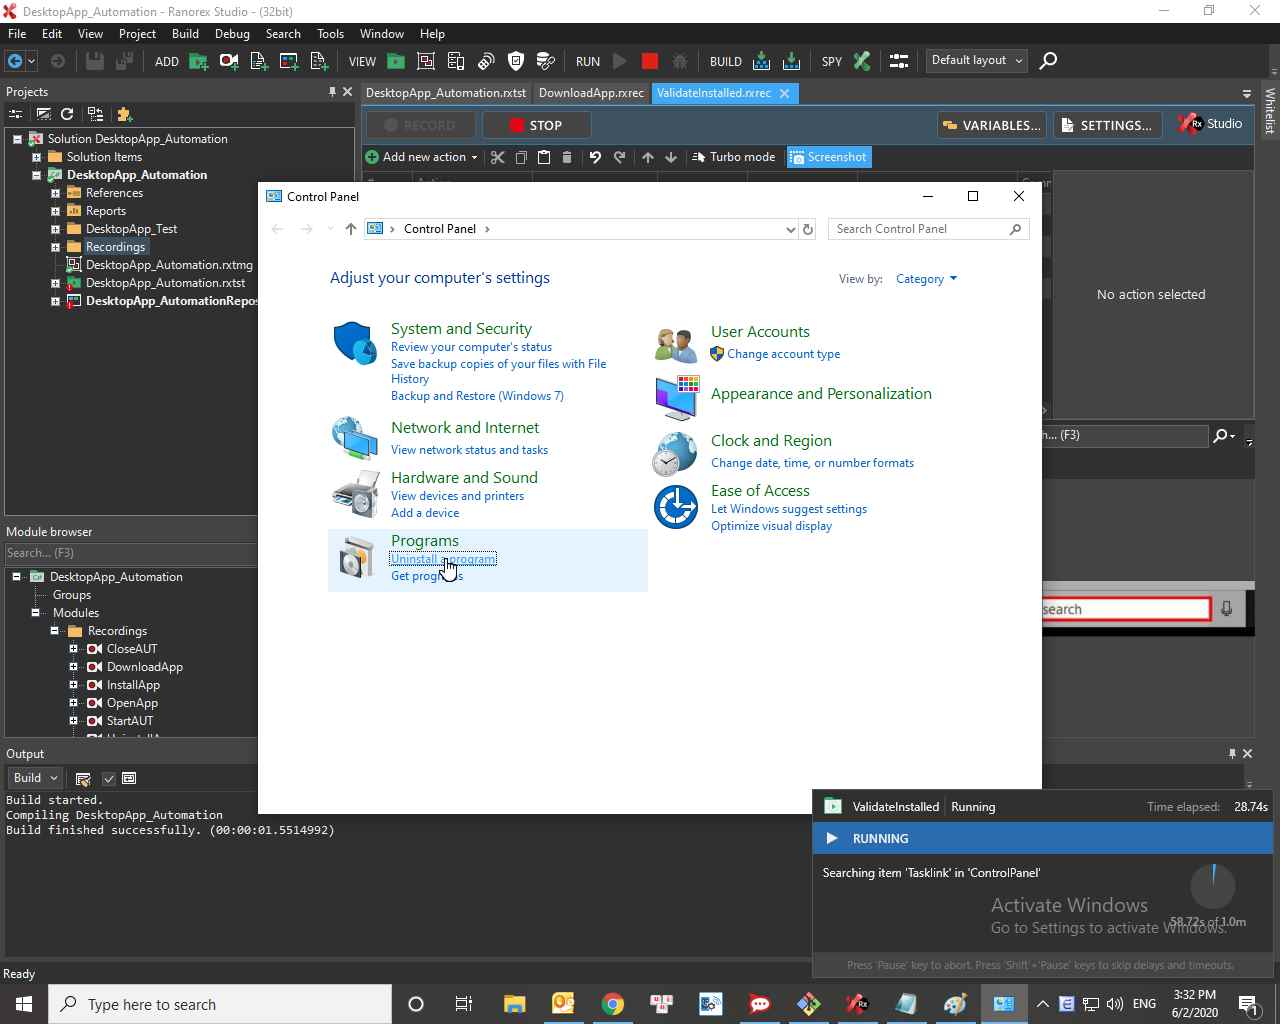 DesktopApp_Automation - Ranorex Studio - (32bit)
File Edit View Project Build Debug Search Tools Window Help
ADD VIEW RUN BUILD SPY Default layout
Projects
DesktopApp_Automation.rxtst DownloadApp.rxrec ValidateInstalled.rxrec
Whitelist
RECORD STOP VARIABLES... SETTINGS... Rx Studio
Add new action Turbo mode Screenshot
Solution DesktopApp_Automation
Solution Items
DesktopApp_Automation
References
Reports
DesktopApp_Test
Recordings
DesktopApp_Automation.rxtmg
DesktopApp_Automation.rxtst
DesktopApp_AutomationRepos
No action selected
Control Panel
Control Panel
Search Control Panel
Adjust your computer's settings
View by: Category
System and Security
Review your computer's status
Save backup copies of your files with File
History
Backup and Restore (Windows 7)
Network and Internet
View network status and tasks
Hardware and Sound
View devices and printers
Add a device
Programs
Uninstall a program
Get programs
User Accounts
Change account type
Appearance and Personalization
Clock and Region
Change date, time, or number formats
Ease of Access
Let Windows suggest settings
Optimize visual display
(F3)
search
Module browser
Search... (F3)
DesktopApp_Automation
Groups
Modules
Recordings
CloseAUT
DownloadApp
InstallApp
OpenApp
StartAUT
Output
Build
Build started.
Compiling DesktopApp_Automation
Build finished successfully. (00:00:01.5514992)
ValidateInstalled Running Time elapsed: 28.74s
RUNNING
Searching item 'Tasklink' in 'ControlPanel'
58.72s of 1.0m
Activate Windows
Go to Settings to activate Windows.
Press 'Pause' key to abort. Press 'Shift'+'Pause' keys to skip delays and timeouts.
Ready
Type here to search
ENG
3:32 PM
6/2/2020
1